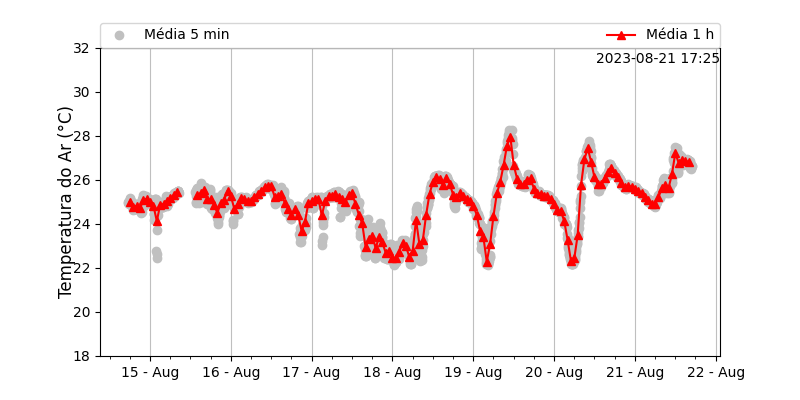 Média 5 min
Média 1 h
2023-08-21 17:25
Temperatura do Ar (°C)
32
30
28
26
24
22
20
18
15 - Aug
16 - Aug
17 - Aug
18 - Aug
19 - Aug
20 - Aug
21 - Aug
22 - Aug